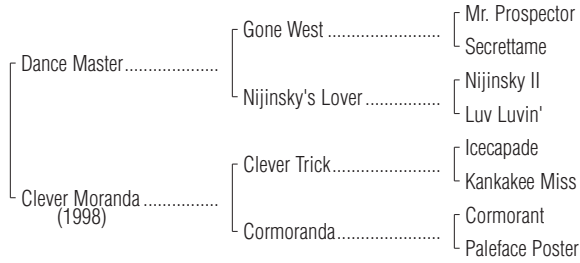 Mr. Prospector
Gone West
Secrettame
Dance Master
Nijinsky II
Nijinsky's Lover
Luv Luvin'
Icecapade
Clever Trick
Kankakee Miss
Clever Moranda
(1998)
Cormorant
Cormoranda
Paleface Poster